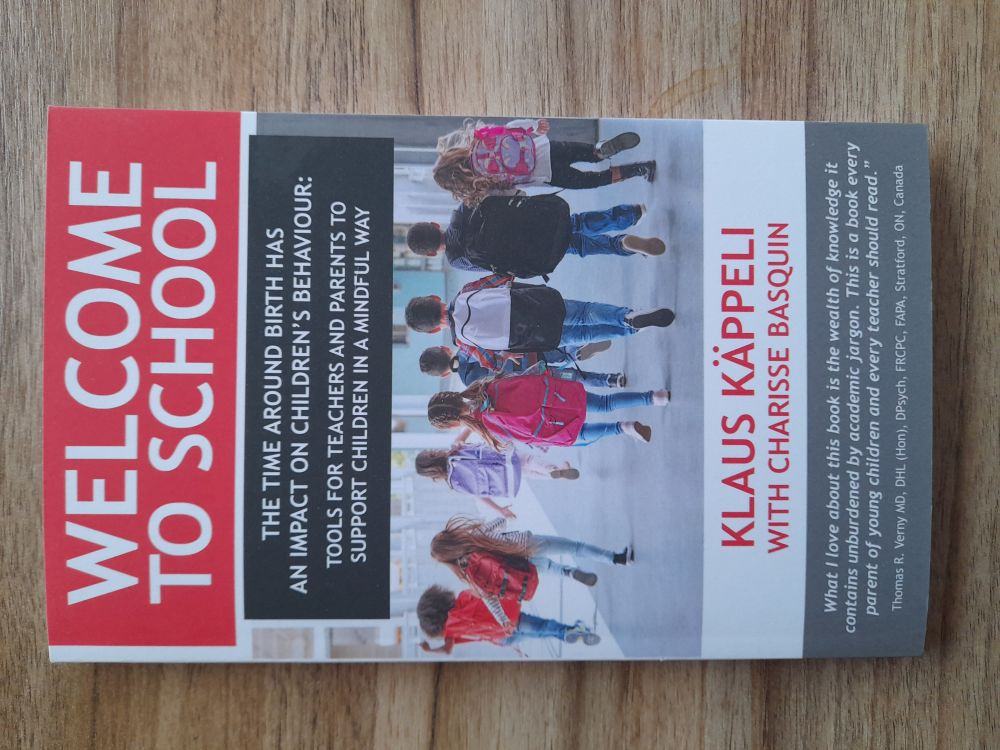 WELCOME
TO SCHOOL
THE TIME AROUND BIRTH HAS
AN IMPACT ON CHILDREN'S BEHAVIOUR:
TOOLS FOR TEACHERS AND PARENTS TO
SUPPORT CHILDREN IN A MINDFUL WAY
KLAUS KÄPPELI
WITH CHARISSE BASQUIN
What I love about this book is the wealth of knowledge it
contains unburdened by academic jargon. This is a book every
parent of young children and every teacher should read.”
Thomas R. Verny MD, DHL (Hon), DPsych, FRCPC, FAPA, Stratford, ON, Canada